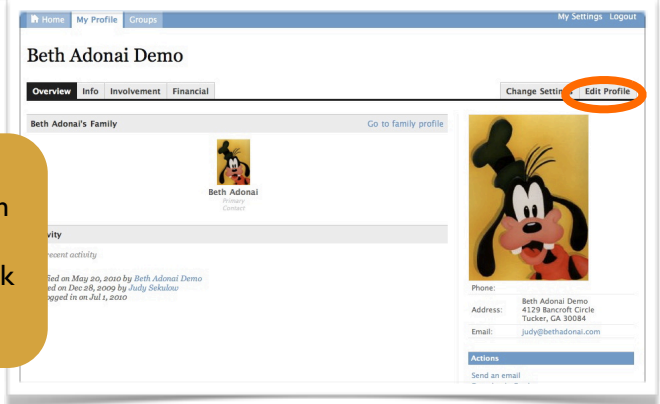 Home My Profile Groups
My Settings Logout
Beth Adonai Demo
Overview Info Involvement Financial
Change Settings Edit Profile
Beth Adonai's Family
Go to family profile
Beth Adonai
Primary
Contact
recent activity
on May 20, 2010 by Beth Adonai Demo
on Dec 28, 2009 by Judy Sekulow
in on Jul 1, 2010
Phone:
Address:
Beth Adonai Demo
4129 Bancroft Circle
Tucker, GA 30084
Email:
judy@bethadonai.com
Actions
Send an email